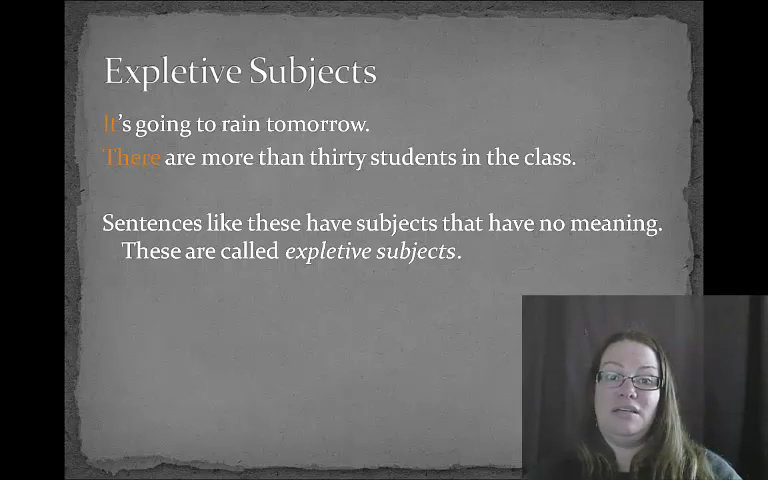 Expletive Subjects
It's going to rain tomorrow.
There are more than thirty students in the class.
Sentences like these have subjects that have no meaning.
These are called expletive subjects.